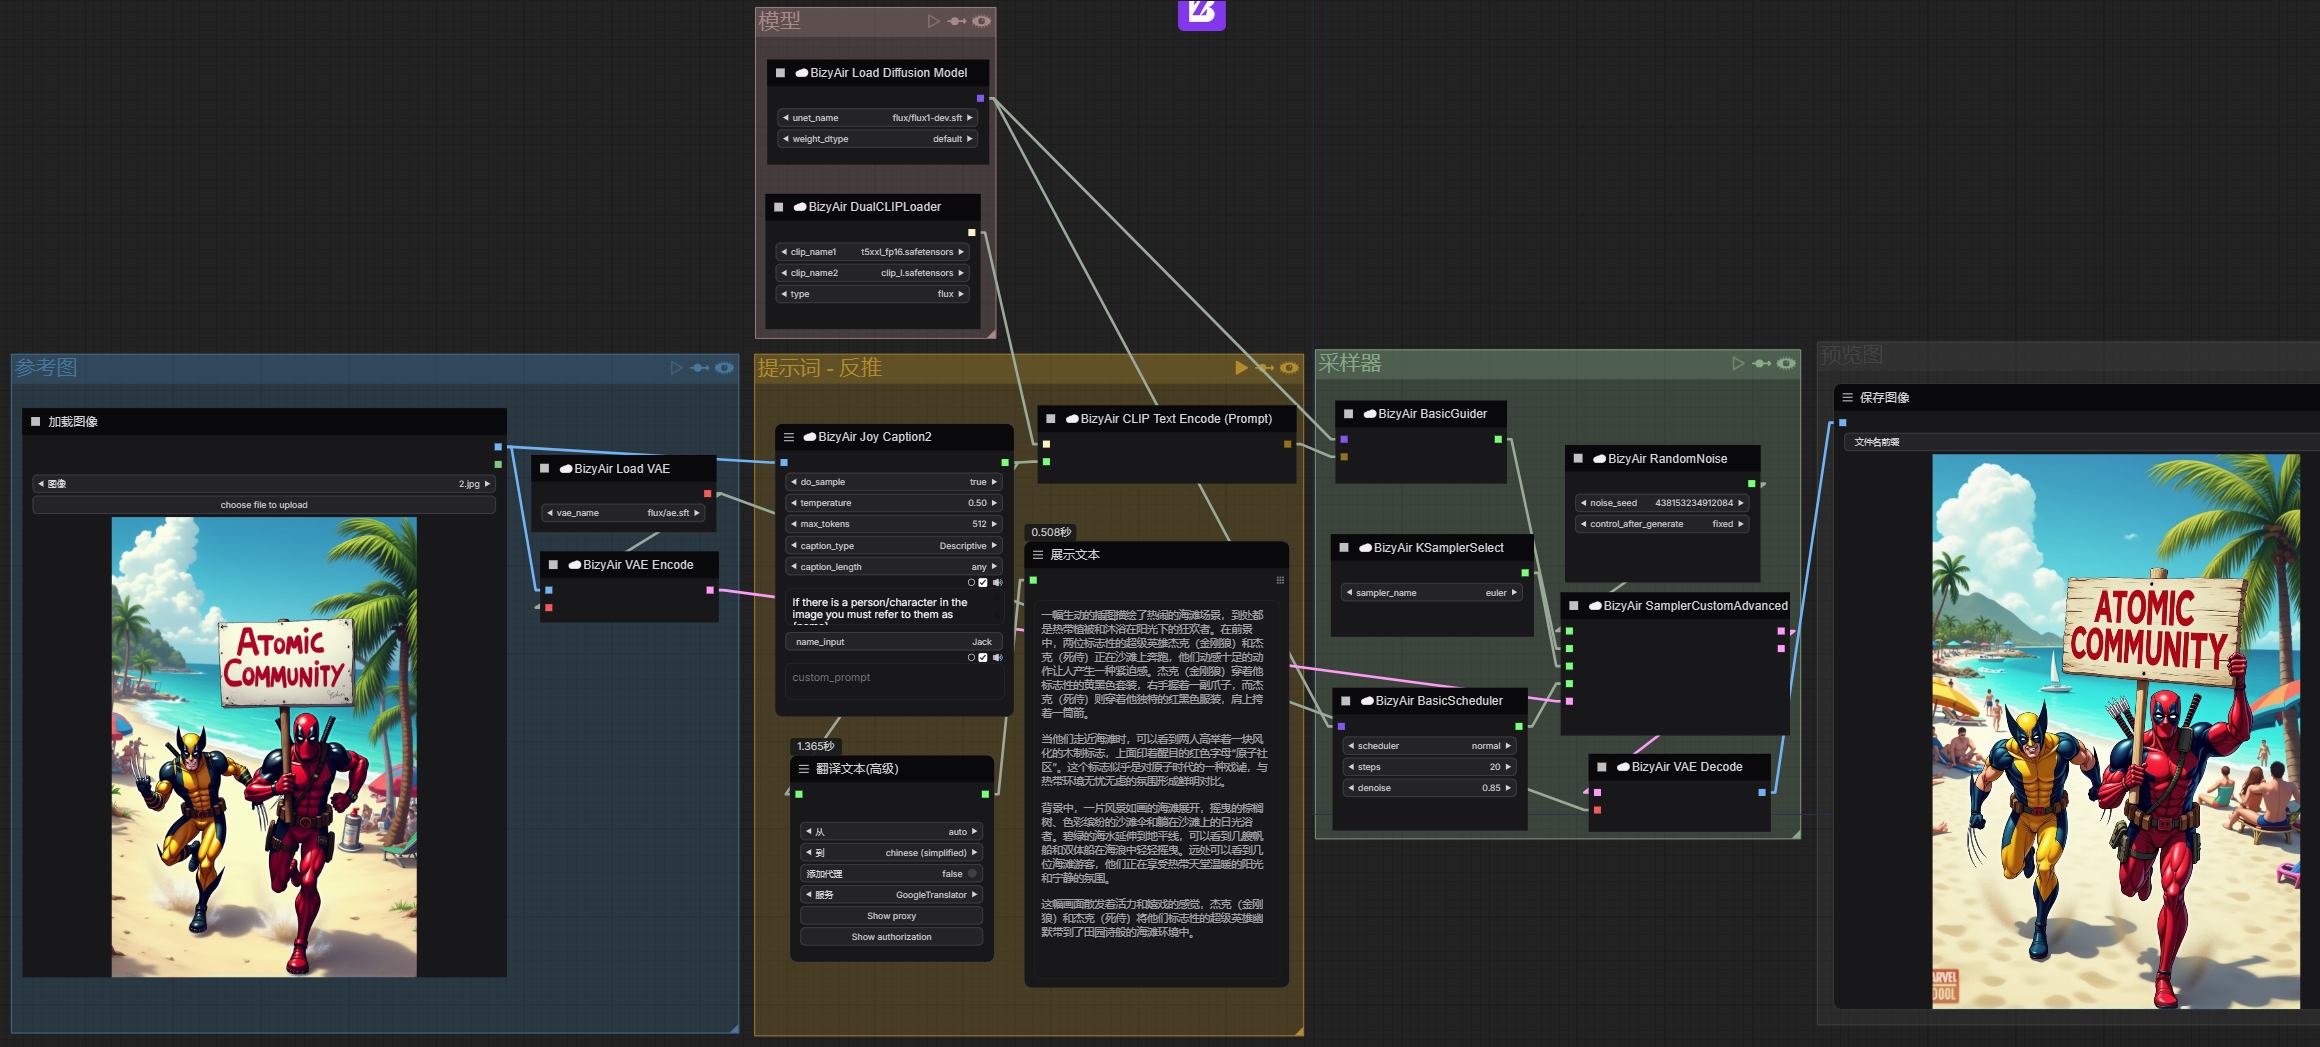 模型
BizyAir Load Diffusion Model
unet_name flux/flux1-dev.sft
weight_dtype default
BizyAir DualCLIPLoader
clip_name1 t5xxl_fp16.safetensors
clip_name2 clip_l.safetensors
type flux
参考图
加载图像
图像 2.jpg
choose file to upload
ATOMIC
COMMUNITY
BizyAir Load VAE
vae_name flux/ae.sft
BizyAir VAE Encode
提示词 - 反推
BizyAir Joy Caption2
do_sample true
temperature 0.50
max_tokens 512
caption_type Descriptive
caption_length any
If there is a person/character in the
image you must refer to them as
name_input Jack
custom_prompt
1.365秒
翻译文本(高级)
从 auto
到 chinese (simplified)
添加代理 false
服务 GoogleTranslator
Show proxy
Show authorization
BizyAir CLIP Text Encode (Prompt)
0.508秒
展示文本
一幅生动的插图描绘了热闹的海滩场景，到处都
是热带植被和沐浴在阳光下的狂欢者。在前景
中，两位标志性的超级英雄杰克（金刚狼）和杰
克（死侍）正在沙滩上奔跑，他们动感十足的动
作让人产生一种紧迫感。杰克（金刚狼）穿着他
标志性的黄黑色套装，右手握着一副爪子，而杰
克（死侍）则穿着他独特的红黑色服装，肩上挎
着一筒箭。
当他们走近海滩时，可以看到两人高举着一块风
化的木制标志，上面印着醒目的红色字母“原子社
区”。这个标志似乎是对原子时代的一种戏谑，与
热带环境无忧无虑的氛围形成鲜明对比。
背景中，一片风景如画的海滩展开，摇曳的棕榈
树、色彩缤纷的沙滩伞和躺在沙滩上的日光浴
者。碧绿的海水延伸到地平线，可以看到几艘帆
船和双体船在海浪中轻轻摇曳。远处可以看到几
位海滩游客，他们正在享受热带天堂温暖的阳光
和宁静的氛围。
这幅画面散发着活力和嬉戏的感觉，杰克（金刚
狼）和杰克（死侍）将他们标志性的超级英雄幽
默带到了田园诗般的海滩环境中。
采样器
BizyAir BasicGuider
BizyAir KSamplerSelect
sampler_name euler
BizyAir BasicScheduler
scheduler normal
steps 20
denoise 0.85
BizyAir RandomNoise
noise_seed 438153234912084
control_after_generate fixed
BizyAir SamplerCustomAdvanced
BizyAir VAE Decode
预览图
保存图像
文件名前缀
ATOMIC
COMMUNITY
ARVEL
OOOL